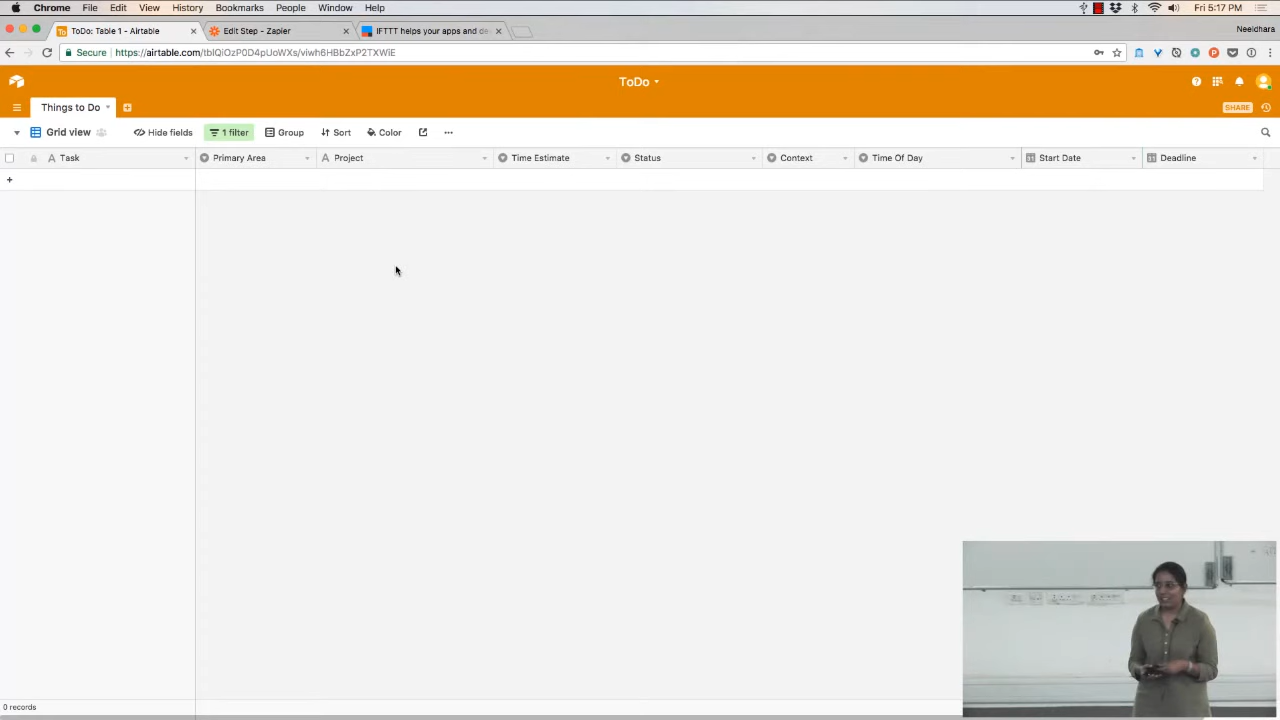 Chrome File Edit View History Bookmarks People Window Help Fri 5:17 PM
ToDo: Table 1 - Airtable Edit Step - Zapier IFTTT helps your apps and de Neeldhara
Secure https://airtable.com/tblQiOzP0D4pUoWXs/viwh6HBbZxP2TXWiE
ToDo
Things to Do SHARE
Grid view Hide fields 1 filter Group Sort Color
Task Primary Area Project Time Estimate Status Context Time Of Day Start Date Deadline
+
0 records